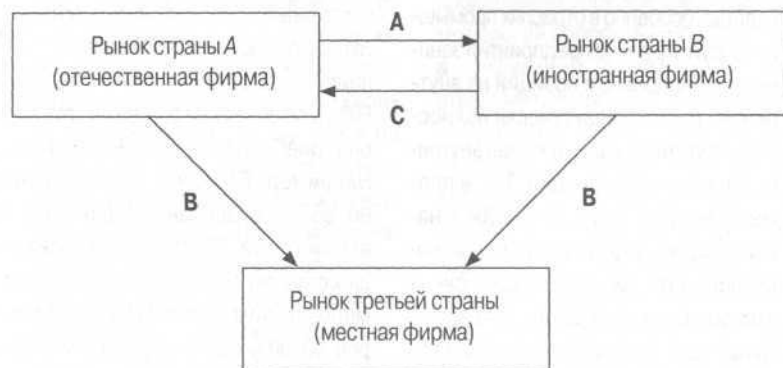 A
Рынок страны A
(отечественная фирма)
Рынок страны B
(иностранная фирма)
C
B
B
Рынок третьей страны
(местная фирма)